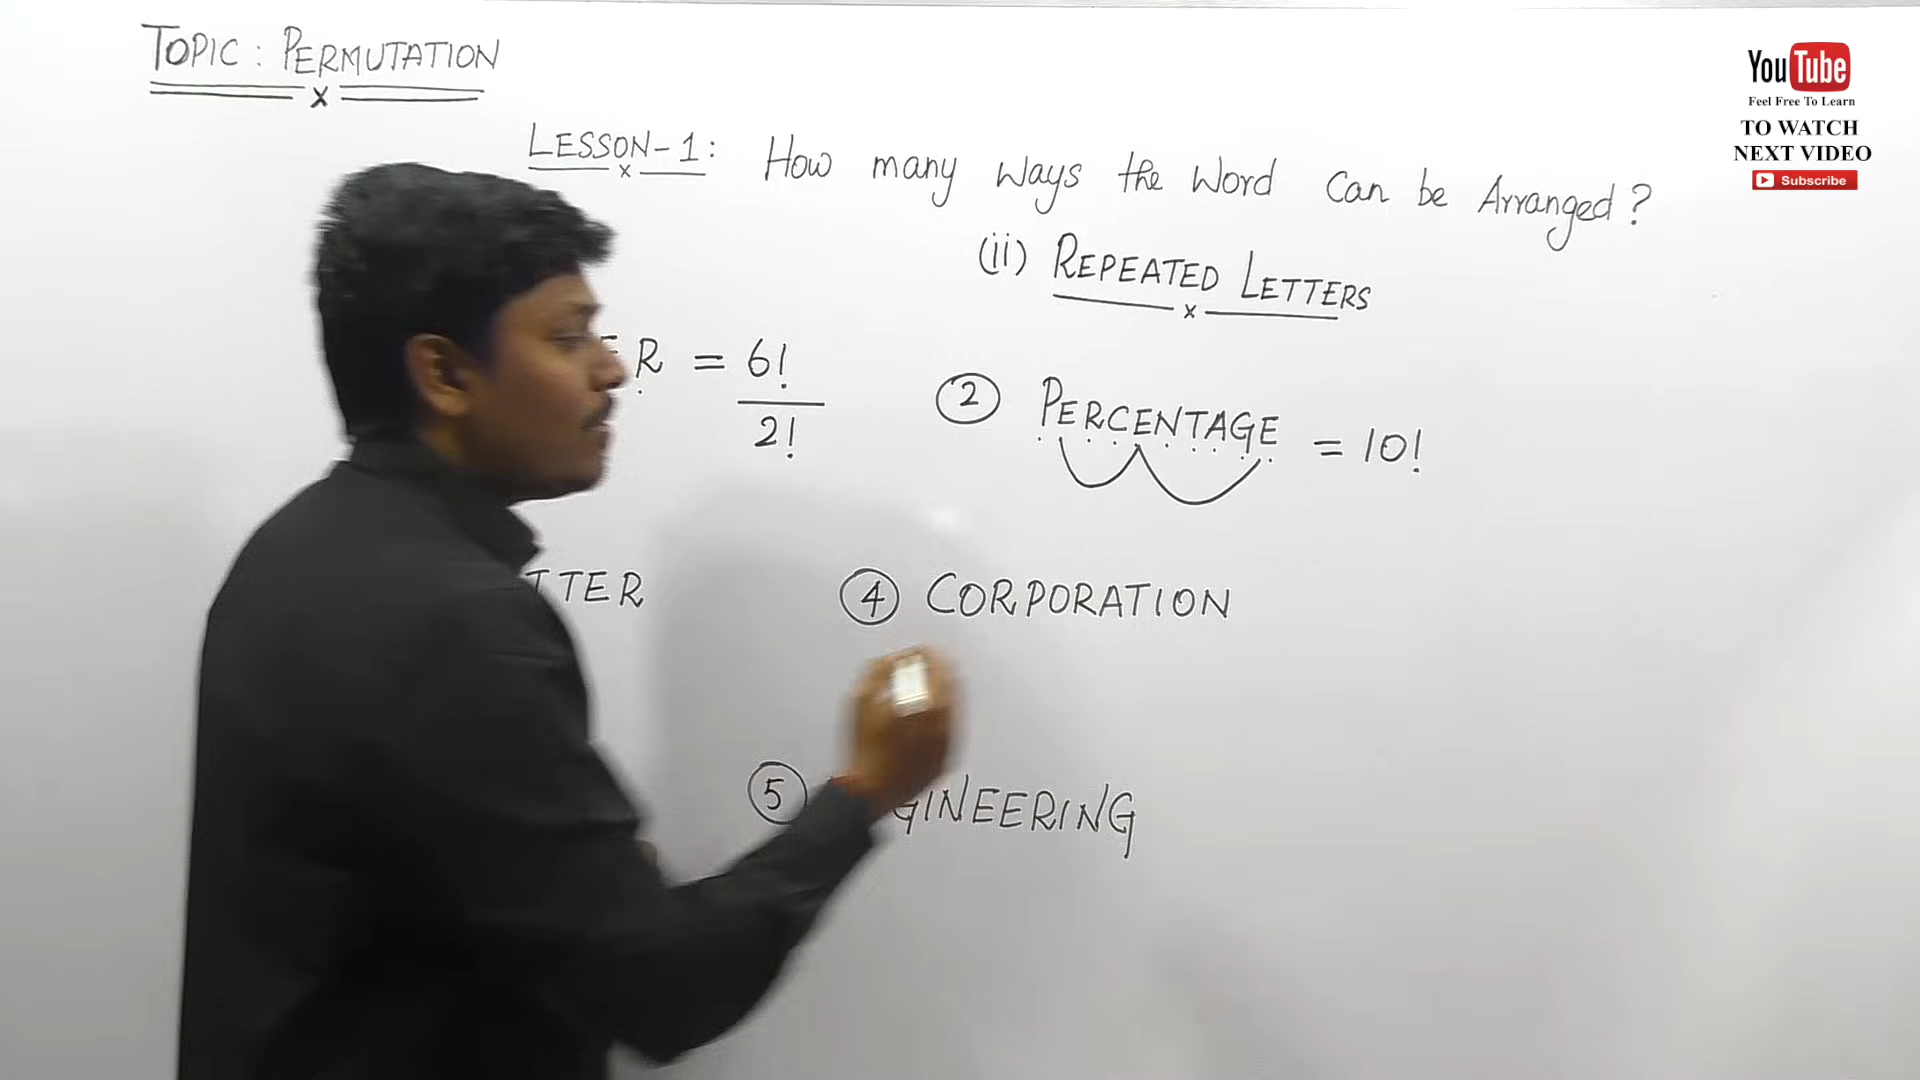 TOPIC : PERMUTATION
x
YouTube
Feel Free To Learn
TO WATCH
NEXT VIDEO
Subscribe
LESSON-1: How many ways the Word Can be Arranged?
x
(ii) REPEATED LETTERS
x
R = 6!
2!
② PERCENTAGE = 10!
TTER
④ CORPORATION
⑤ GINEERING